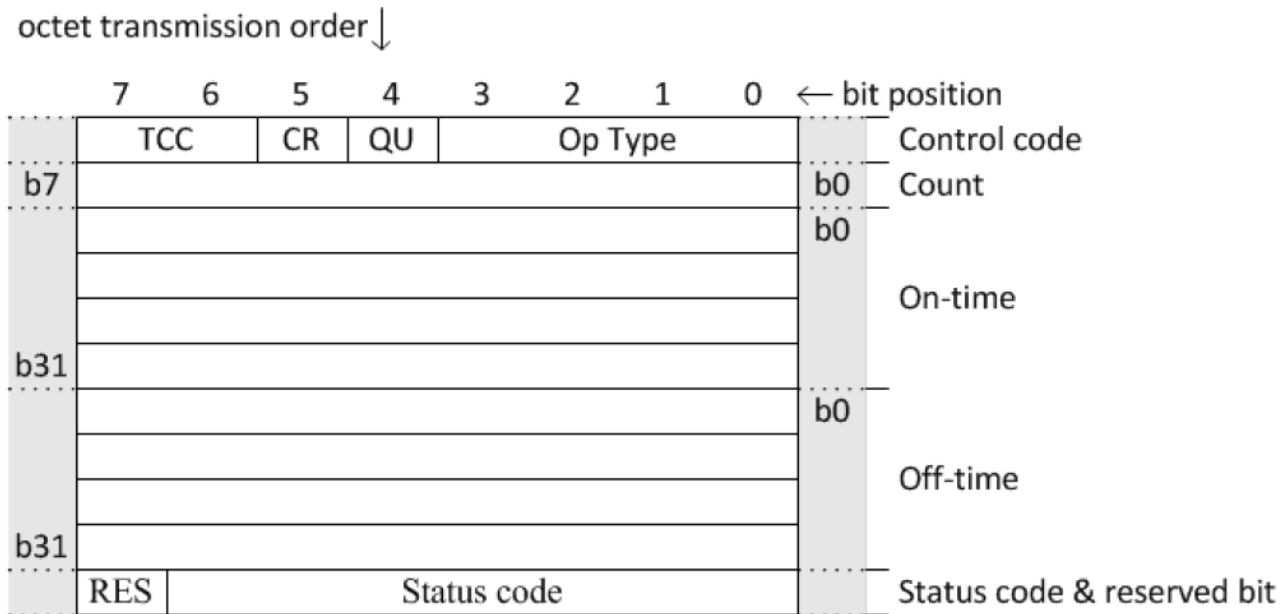 octet transmission order ↓
7 6 5 4 3 2 1 0 ← bit position
TCC CR QU Op Type Control code
b7 b0 Count
b0
On-time
b31
b0
Off-time
b31
RES Status code Status code & reserved bit